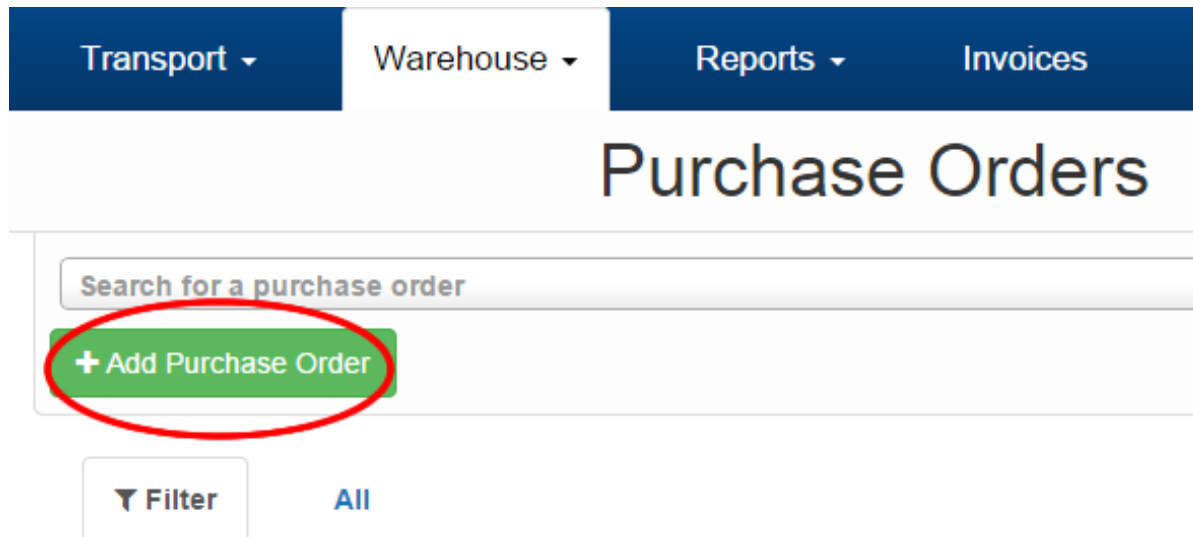 Transport Warehouse Reports Invoices
Purchase Orders
Search for a purchase order
+ Add Purchase Order
Filter All